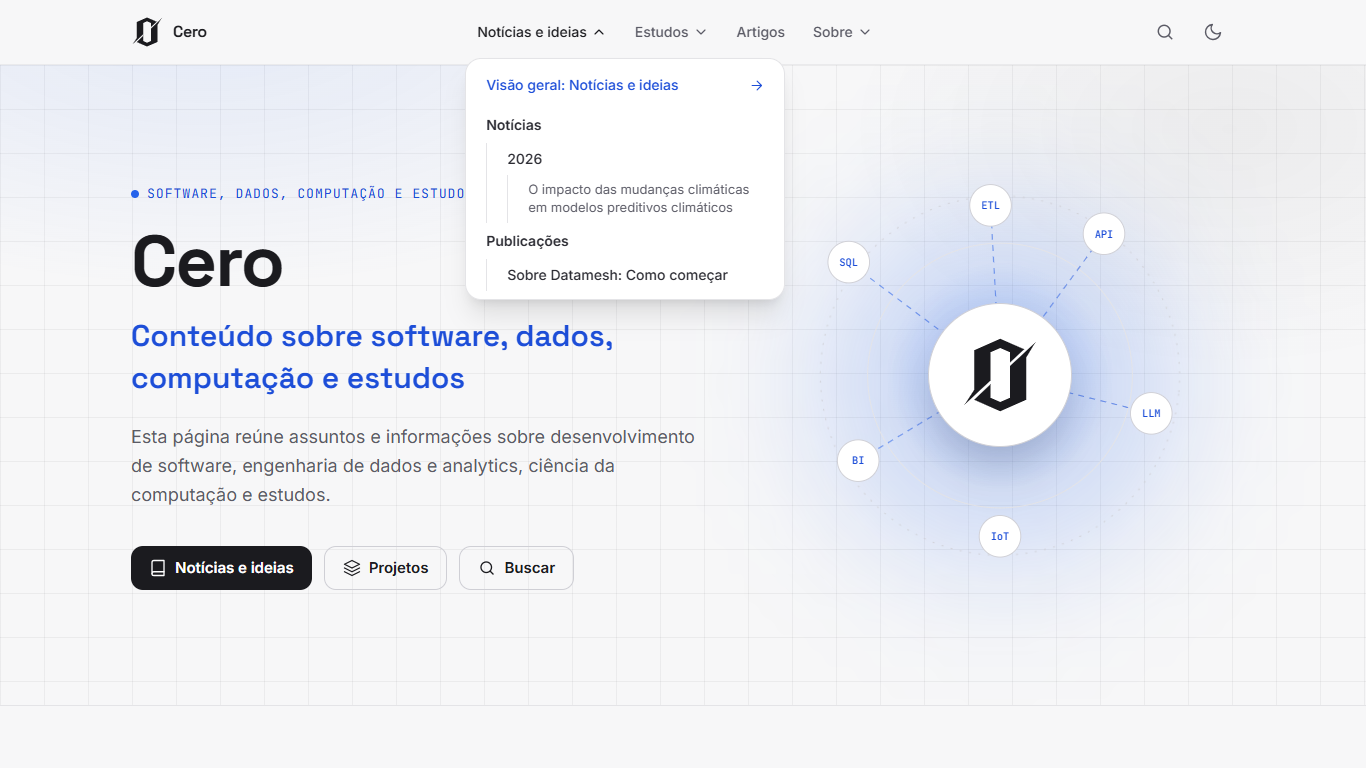 Cero
Notícias e ideias
Estudos
Artigos
Sobre
Visão geral: Notícias e ideias
Notícias
2026
O impacto das mudanças climáticas
em modelos preditivos climáticos
Publicações
Sobre Datamesh: Como começar
SOFTWARE, DADOS, COMPUTAÇÃO E ESTUDO
Cero
Conteúdo sobre software, dados,
computação e estudos
Esta página reúne assuntos e informações sobre desenvolvimento
de software, engenharia de dados e analytics, ciência da
computação e estudos.
Notícias e ideias
Projetos
Buscar
ETL
API
SQL
LLM
BI
IoT